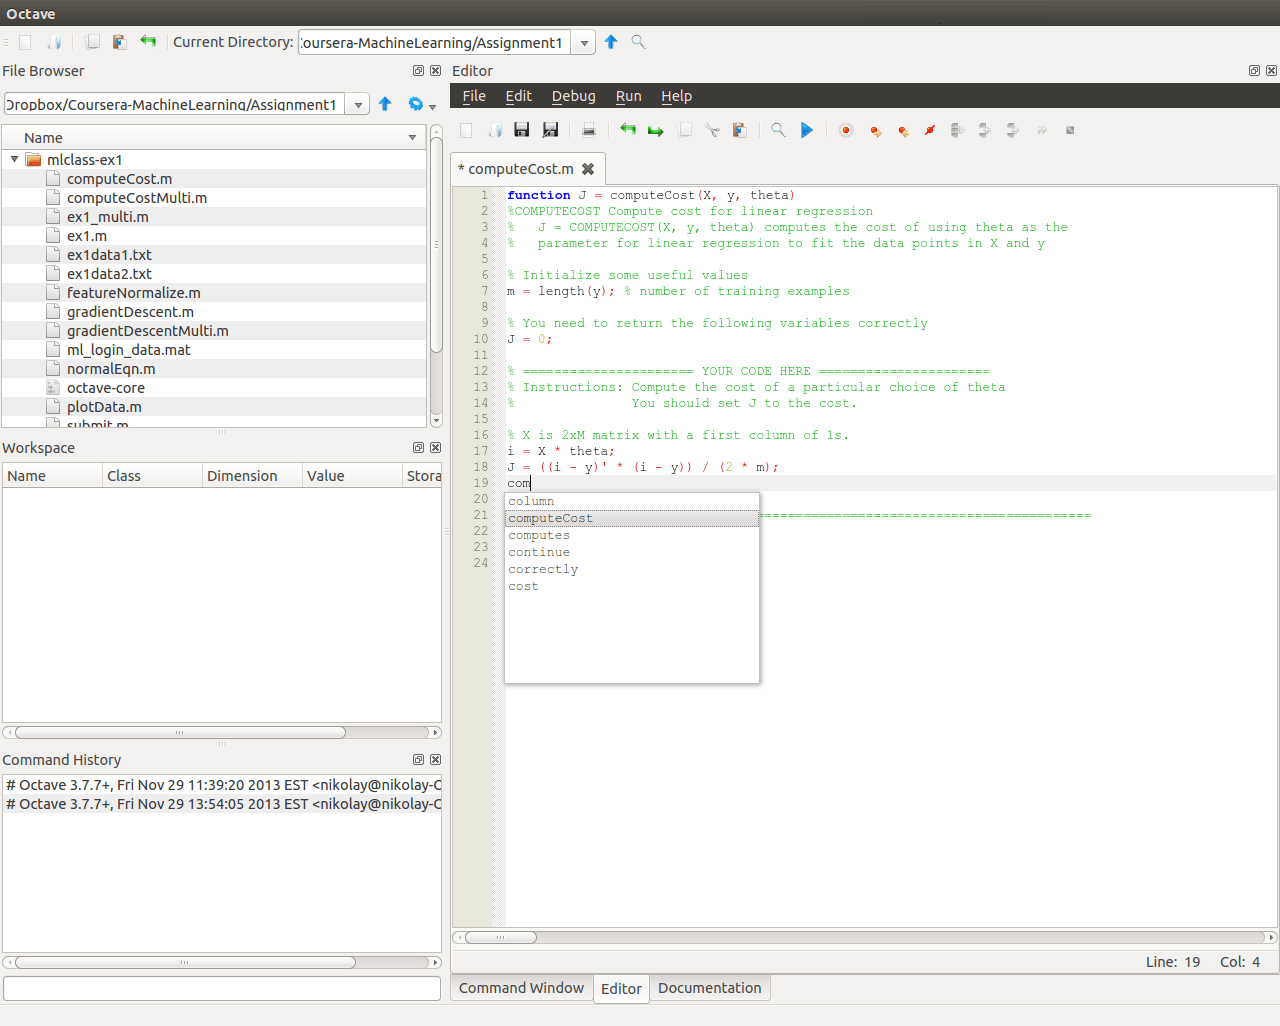 Octave
Current Directory: :oursera-MachineLearning/Assignment1
File Browser
Dropbox/Coursera-MachineLearning/Assignment1
Name
mlclass-ex1
computeCost.m
computeCostMulti.m
ex1_multi.m
ex1.m
ex1data1.txt
ex1data2.txt
featureNormalize.m
gradientDescent.m
gradientDescentMulti.m
ml_login_data.mat
normalEqn.m
octave-core
plotData.m
submit.m
Workspace
Name Class Dimension Value Stora
Command History
# Octave 3.7.7+, Fri Nov 29 11:39:20 2013 EST <nikolay@nikolay-C
# Octave 3.7.7+, Fri Nov 29 13:54:05 2013 EST <nikolay@nikolay-C
Editor
File Edit Debug Run Help
* computeCost.m
1 function J = computeCost(X, y, theta)
2 %COMPUTECOST Compute cost for linear regression
3 %   J = COMPUTECOST(X, y, theta) computes the cost of using theta as the
4 %   parameter for linear regression to fit the data points in X and y
5
6 % Initialize some useful values
7 m = length(y); % number of training examples
8
9 % You need to return the following variables correctly
10 J = 0;
11
12 % ====================== YOUR CODE HERE ======================
13 % Instructions: Compute the cost of a particular choice of theta
14 %               You should set J to the cost.
15
16 % X is 2xM matrix with a first column of 1s.
17 i = X * theta;
18 J = ((i - y)' * (i - y)) / (2 * m);
19 com
20
21 ===========================================
22
23
24
column
computeCost
computes
continue
correctly
cost
Line: 19 Col: 4
Command Window Editor Documentation